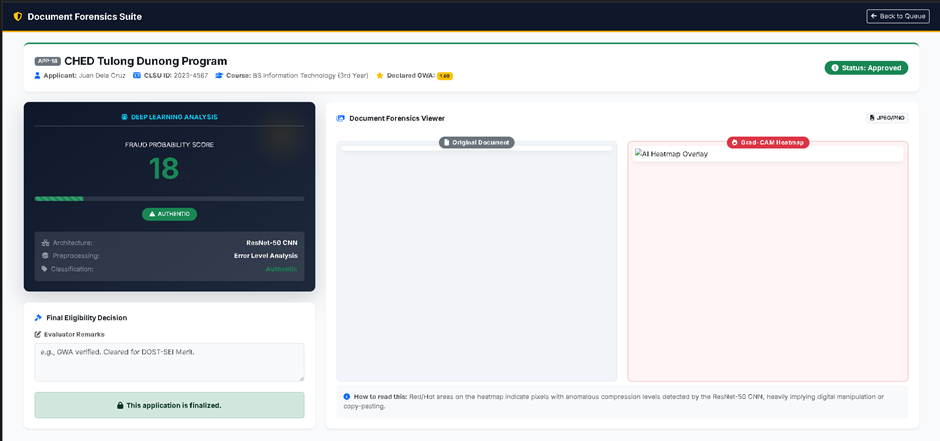 Document Forensics Suite
← Back to Queue
APP-18 CHED Tulong Dunong Program
Applicant: Juan Dela Cruz CLSU ID: 2023-4567 Course: BS Information Technology (3rd Year) Declared GWA: 1.90
Status: Approved
DEEP LEARNING ANALYSIS
FRAUD PROBABILITY SCORE
18
AUTHENTIC
Architecture: ResNet-50 CNN
Preprocessing: Error Level Analysis
Classification: Authentic
Final Eligibility Decision
Evaluator Remarks
e.g., GWA verified. Cleared for DOST-SEI Merit.
This application is finalized.
Document Forensics Viewer
JPEG/PNG
Original Document
Grad-CAM Heatmap
AI Heatmap Overlay
How to read this: Red/Hot areas on the heatmap indicate pixels with anomalous compression levels detected by the ResNet-50 CNN, heavily implying digital manipulation or
copy-pasting.